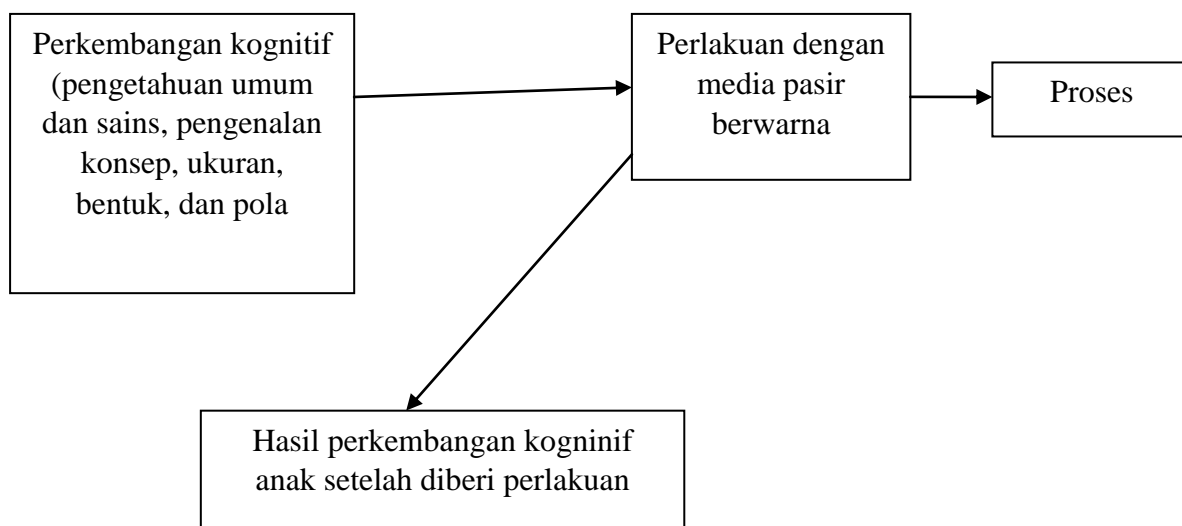 Perkembangan kognitif
(pengetahuan umum
dan sains, pengenalan
konsep, ukuran,
bentuk, dan pola
Perlakuan dengan
media pasir
berwarna
Proses
Hasil perkembangan kogninif
anak setelah diberi perlakuan